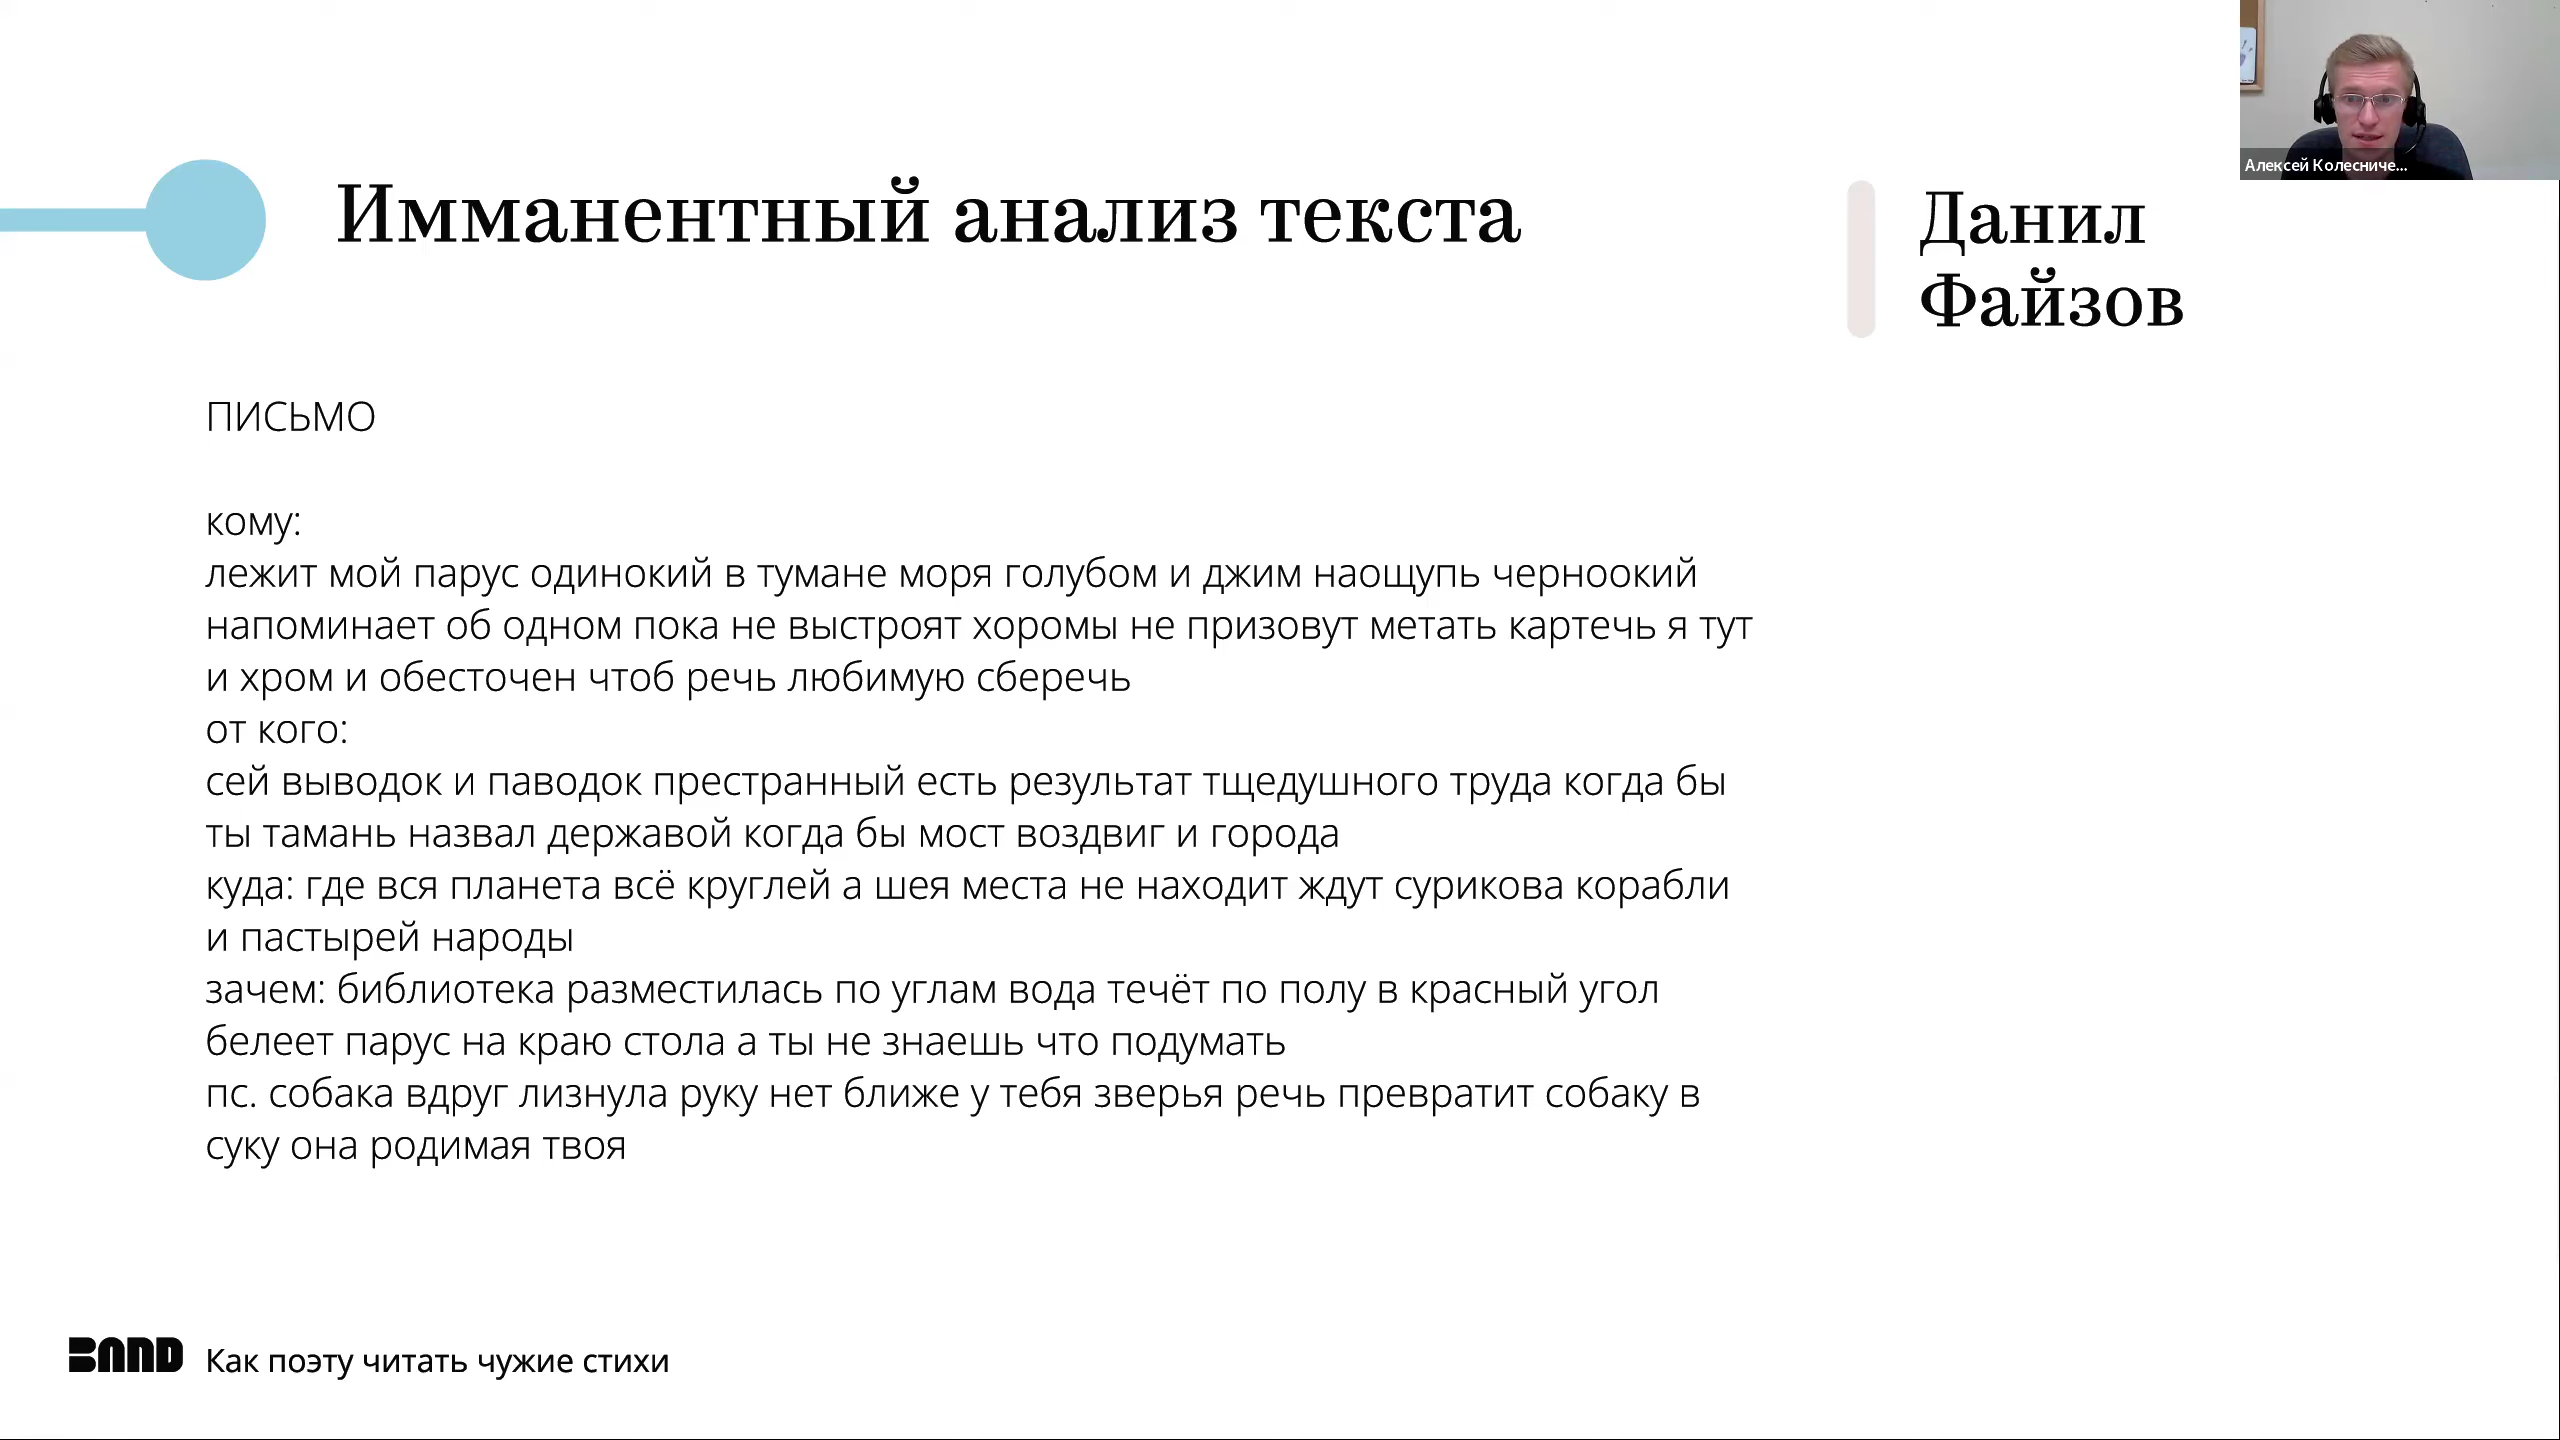 Алексей Колесниче...
Имманентный анализ текста
Данил
Файзов
ПИСЬМО
кому:
лежит мой парус одинокий в тумане моря голубом и джим наощупь черноокий
напоминает об одном пока не выстроят хоромы не призовут метать картечь я тут
и хром и обесточен чтоб речь любимую сберечь
от кого:
сей выводок и паводок престранный есть результат тщедушного труда когда бы
ты тамань назвал державой когда бы мост воздвиг и города
куда: где вся планета всё круглей а шея места не находит ждут сурикова корабли
и пастырей народы
зачем: библиотека разместилась по углам вода течёт по полу в красный угол
белеет парус на краю стола а ты не знаешь что подумать
пс. собака вдруг лизнула руку нет ближе у тебя зверья речь превратит собаку в
суку она родимая твоя
BAND Как поэту читать чужие стихи